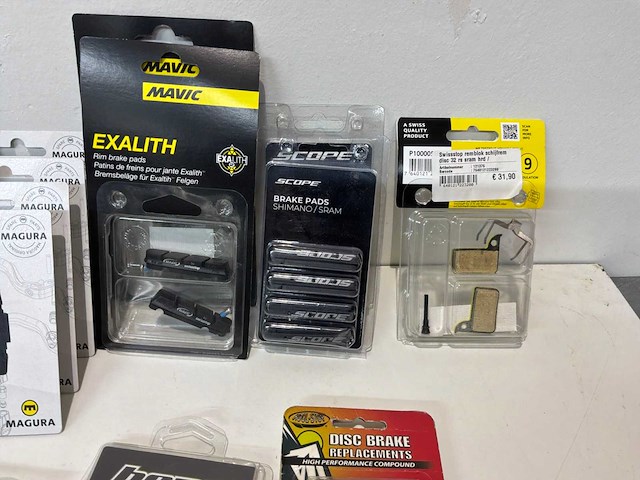 MAVIC
MAVIC
EXALITH
Rim brake pads
Patins de freins pour jante Exalith
Bremsbeläge für Exalith Felgen
EXALITH
SCOPE
SCOPE
BRAKE PADS
SHIMANO / SRAM
SCOPE
SCOPE
SCOPE
SCOPE
A SWISS
QUALITY
PRODUCT
Swissstop remblok schijfrem
disc 32 rs sram hrd /
€ 31,90
9
MAGURA
MAGURA
MAGURA
MAGURA
DISC BRAKE
REPLACEMENTS
HIGH PERFORMANCE COMPOUND